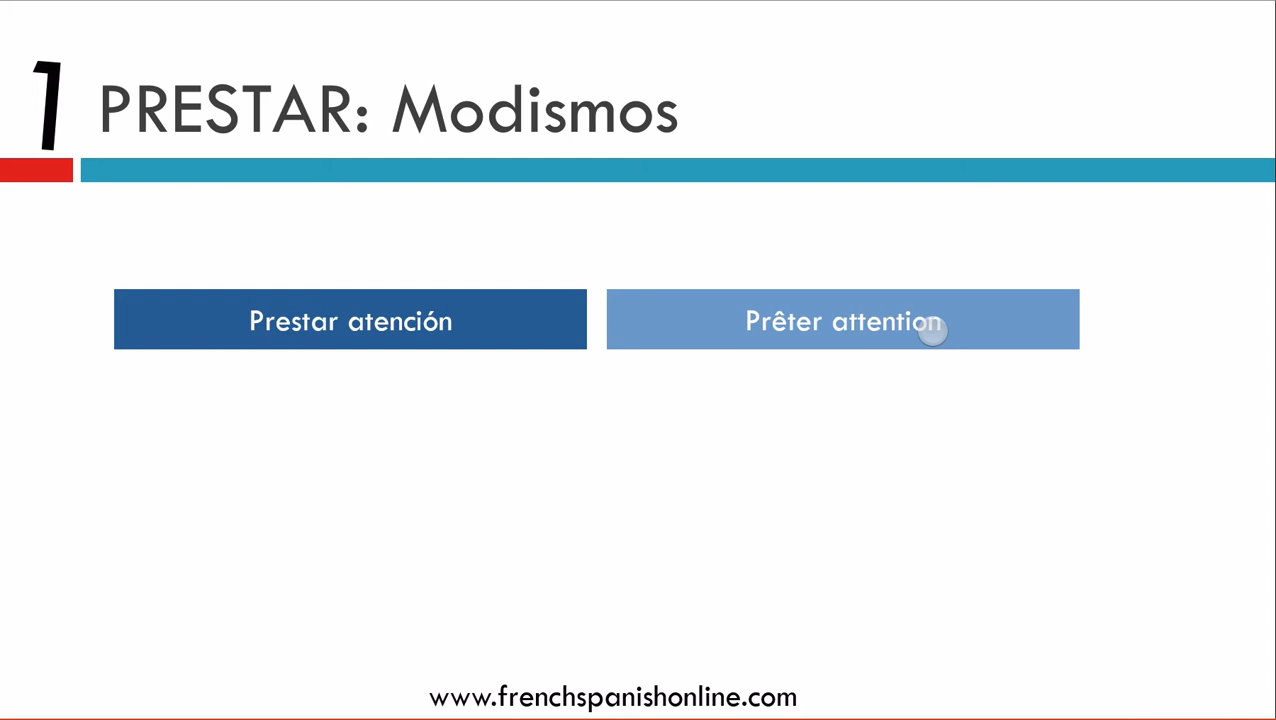 1 PRESTAR: Modismos
Prestar atención
Prêter attention
www.frenchspanishonline.com